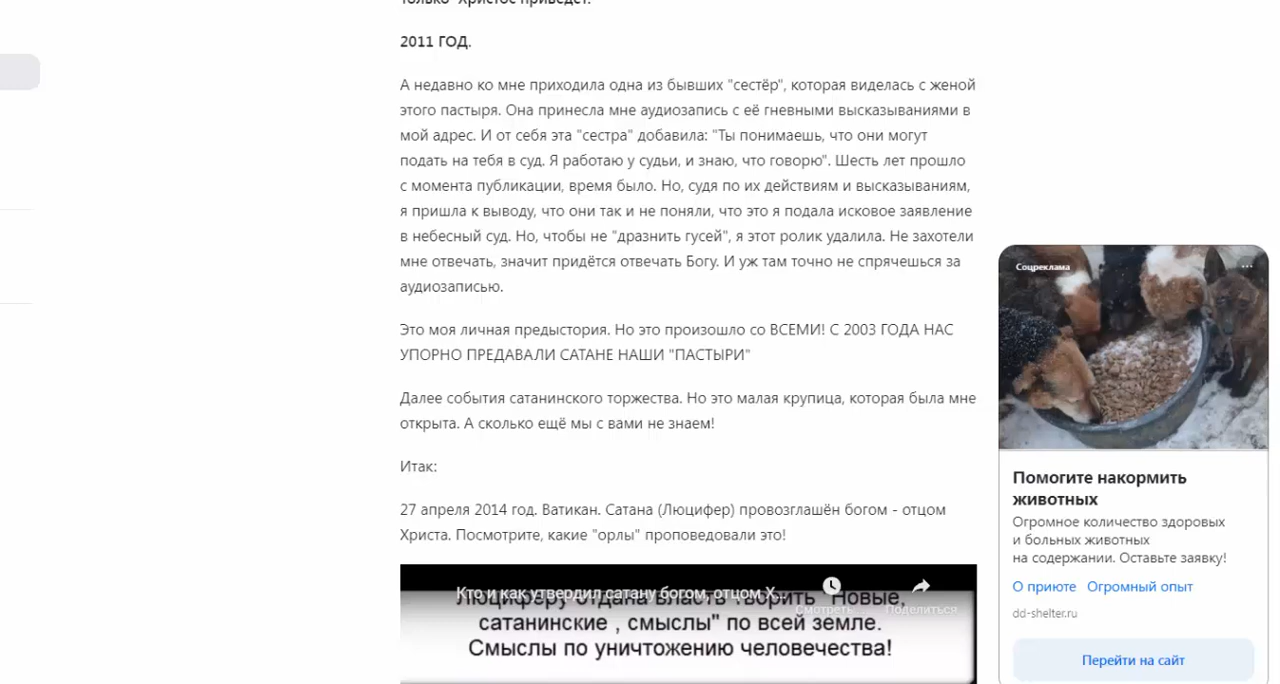 только "Христос приведёт.
2011 ГОД.
А недавно ко мне приходила одна из бывших "сестёр", которая виделась с женой
этого пастыря. Она принесла мне аудиозапись с её гневными высказываниями в
мой адрес. И от себя эта "сестра" добавила: "Ты понимаешь, что они могут
подать на тебя в суд. Я работаю у судьи, и знаю, что говорю". Шесть лет прошло
с момента публикации, время было. Но, судя по их действиям и высказываниям,
я пришла к выводу, что они так и не поняли, что это я подала исковое заявление
в небесный суд. Но, чтобы не "дразнить гусей", я этот ролик удалила. Не захотели
мне отвечать, значит придётся отвечать Богу. И уж там точно не спрячешься за
аудиозаписью.
Это моя личная предыстория. Но это произошло со ВСЕМИ! С 2003 ГОДА НАС
УПОРНО ПРЕДАВАЛИ САТАНЕ НАШИ "ПАСТЫРИ"
Далее события сатанинского торжества. Но это малая крупица, которая была мне
открыта. А сколько ещё мы с вами не знаем!
Итак:
27 апреля 2014 год. Ватикан. Сатана (Люцифер) провозглашён богом - отцом
Христа. Посмотрите, какие "орлы" проповедовали это!
Кто и как утвердил сатану богом, отцом Х...
Смотреть...
Поделиться
Люциферу отдана власть творить "Новые,
сатанинские , смыслы" по всей земле.
Смыслы по уничтожению человечества!
Соцреклама
Помогите накормить
животных
Огромное количество здоровых
и больных животных
на содержании. Оставьте заявку!
О приюте Огромный опыт
dd-shelter.ru
Перейти на сайт